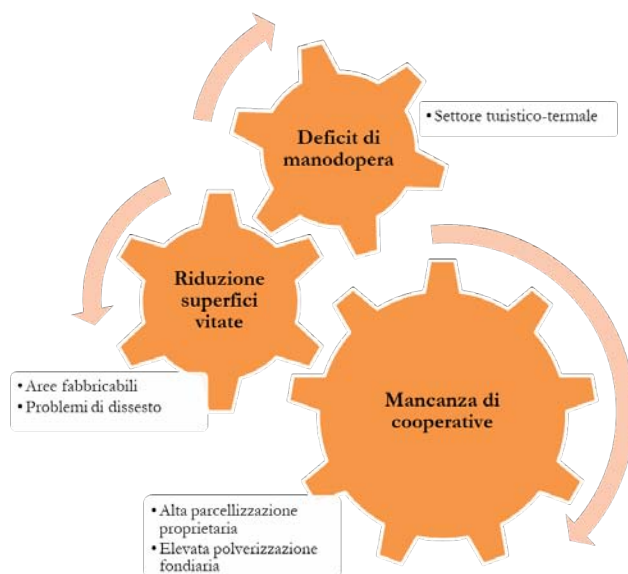 Deficit di
manodopera
• Settore turistico-termale
Riduzione
superfici
vitate
• Aree fabbricabili
• Problemi di dissesto
Mancanza di
cooperative
• Alta parcellizzazione
proprietaria
• Elevata polverizzazione
fondiaria